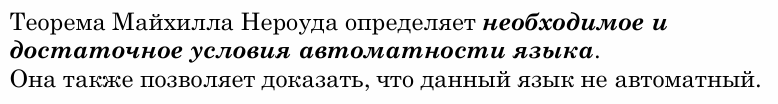 Теорема Майхилла Нероуда определяет необходимое и
достаточное условия автоматности языка.
Она также позволяет доказать, что данный язык не автоматный.